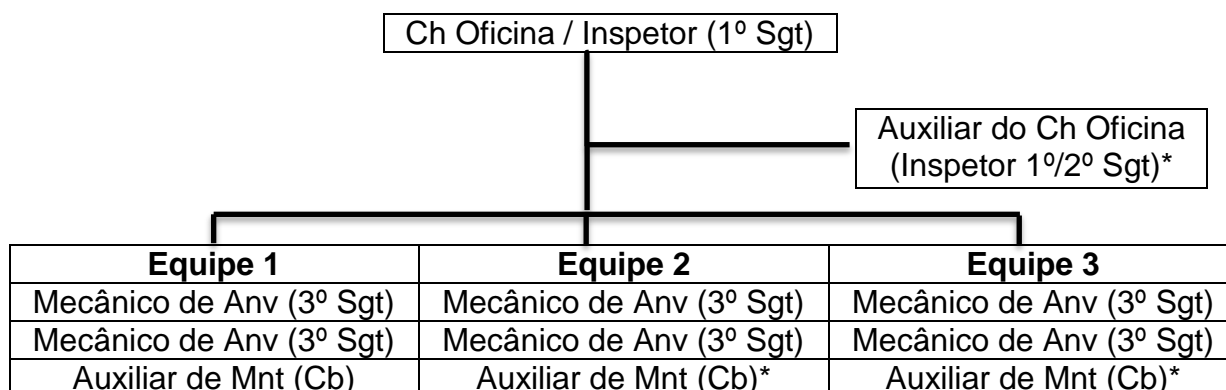 Ch Oficina / Inspetor (1º Sgt)
Auxiliar do Ch Oficina
(Inspetor 1º/2º Sgt)*
Equipe 1 Equipe 2 Equipe 3
Mecânico de Anv (3º Sgt) Mecânico de Anv (3º Sgt) Mecânico de Anv (3º Sgt)
Mecânico de Anv (3º Sgt) Mecânico de Anv (3º Sgt) Mecânico de Anv (3º Sgt)
Auxiliar de Mnt (Cb) Auxiliar de Mnt (Cb)* Auxiliar de Mnt (Cb)*